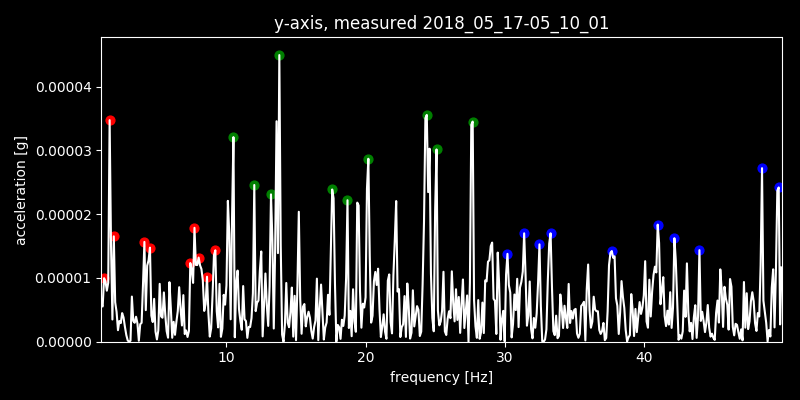 y-axis, measured 2018_05_17-05_10_01
0.00004
0.00003
0.00002
0.00001
0.00000
acceleration [g]
10 20 30 40
frequency [Hz]